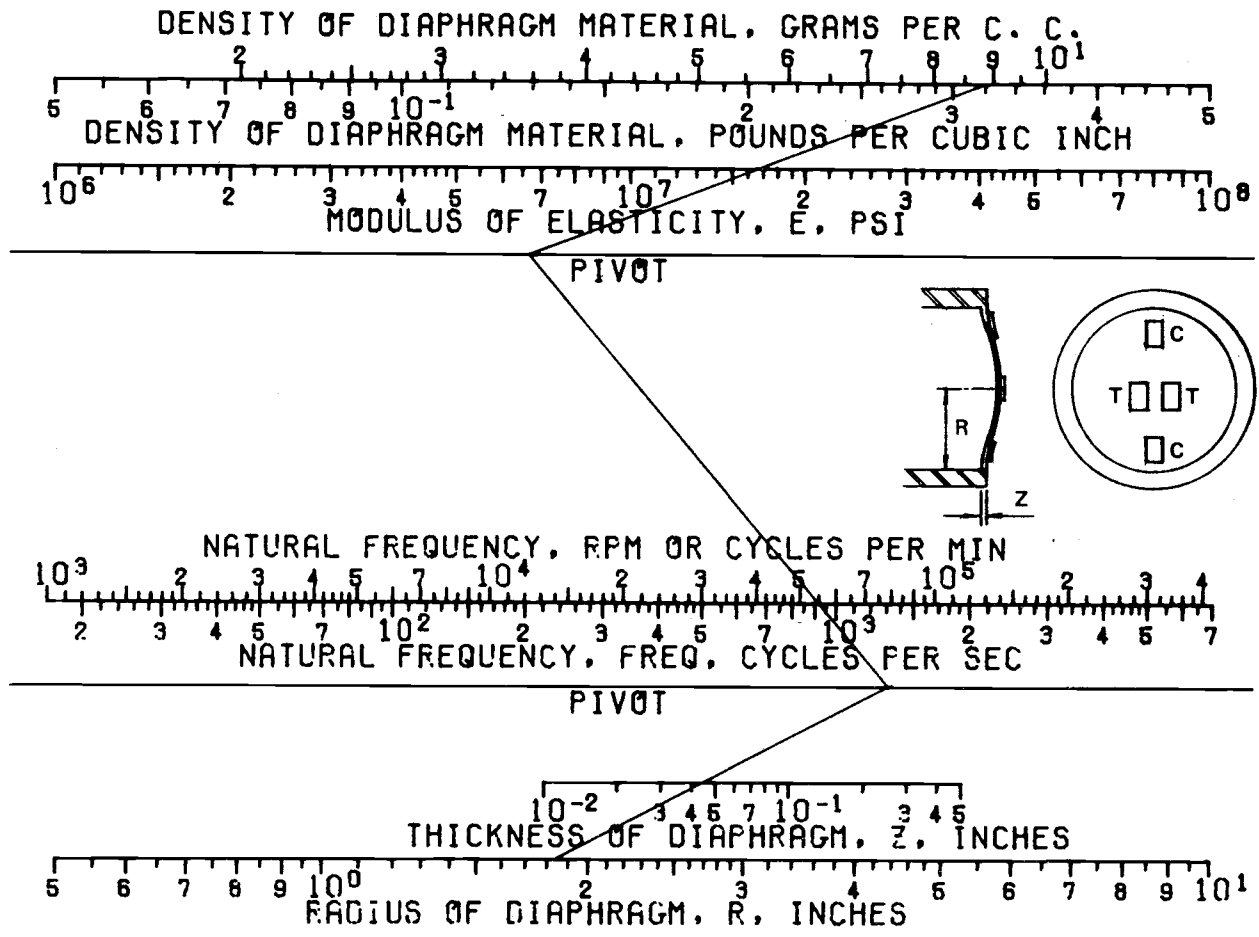 DENSITY OF DIAPHRAGM MATERIAL, GRAMS PER C. C.
2 3 4 5 6 7 8 9 10¹
5 6 7 8 9 10⁻¹ 2 3 4 5
DENSITY OF DIAPHRAGM MATERIAL, POUNDS PER CUBIC INCH
10⁶ 2 3 4 5 7 10⁷ 2 3 4 5 7 10⁸
MODULUS OF ELASTICITY, E, PSI
PIVOT
C
T T
R
C
Z
NATURAL FREQUENCY, RPM OR CYCLES PER MIN
10³ 2 3 4 5 7 10⁴ 2 3 4 5 7 10⁵ 2 3 4
2 3 4 5 7 10² 2 3 4 5 7 10³ 2 3 4 5 7
NATURAL FREQUENCY, FREQ, CYCLES PER SEC
PIVOT
10⁻² 3 4 5 7 10⁻¹ 3 4 5
THICKNESS OF DIAPHRAGM, Z, INCHES
5 6 7 8 9 10⁰ 2 3 4 5 6 7 8 9 10¹
RADIUS OF DIAPHRAGM, R, INCHES